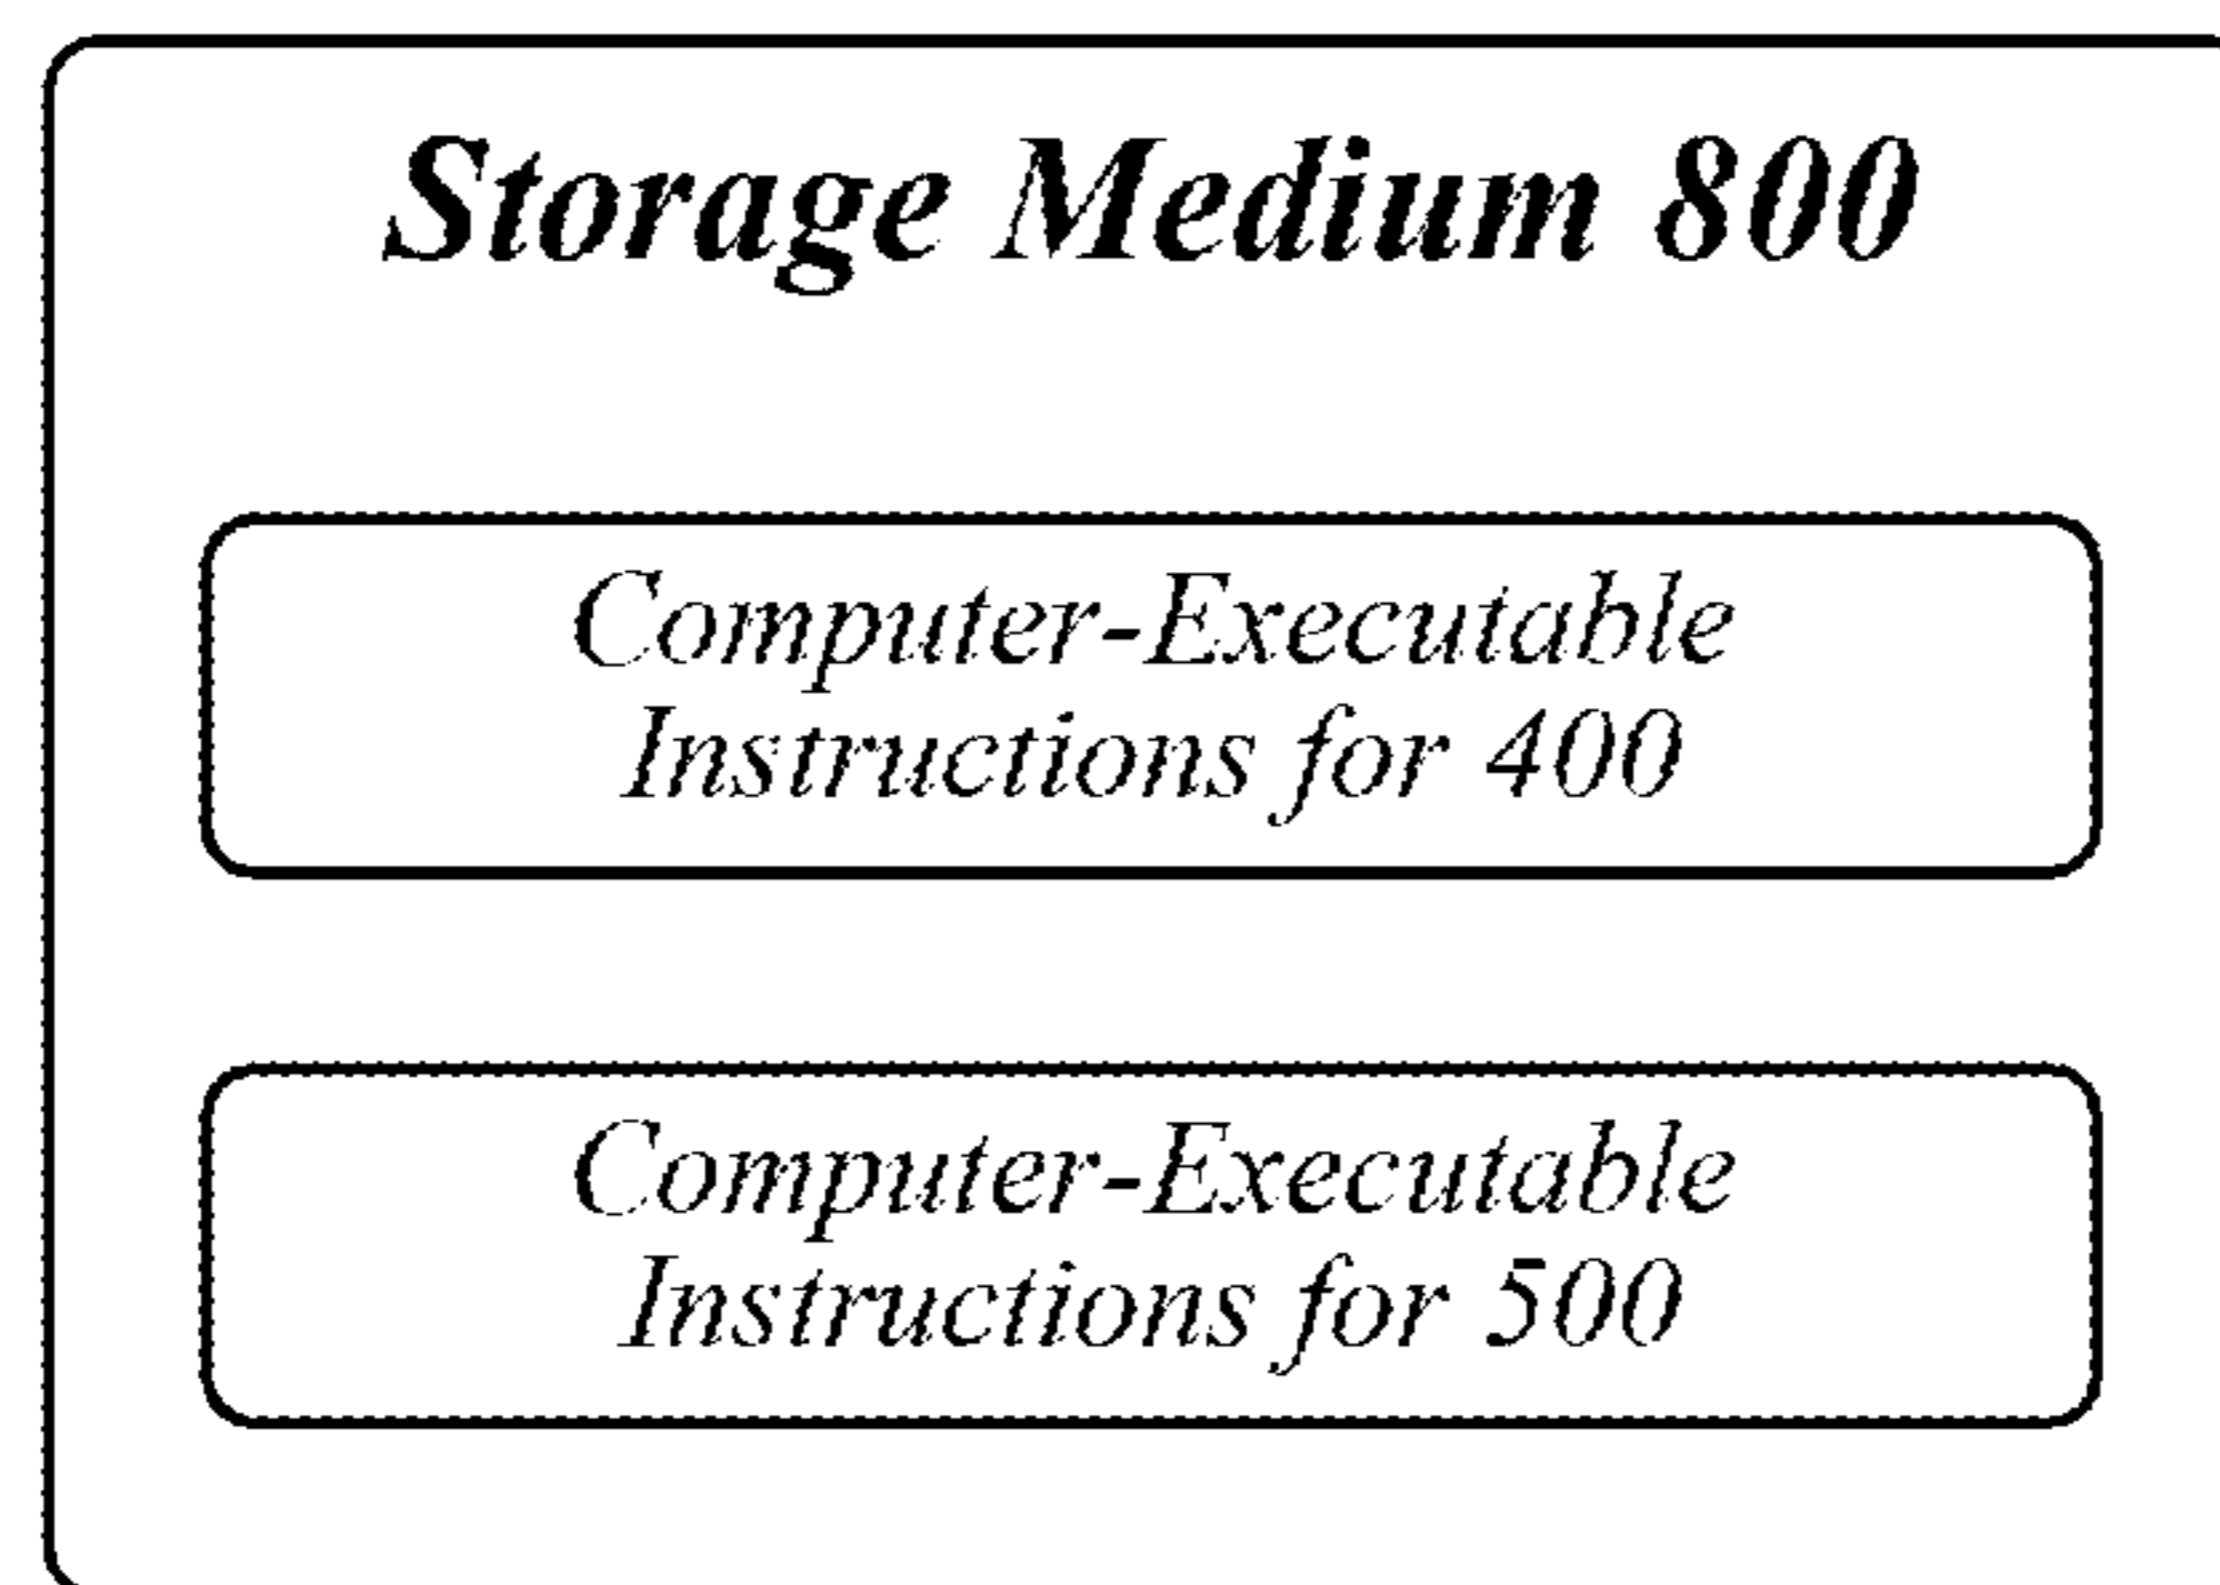 Storage Medium 800
Computer-Executable
Instructions for 400
Computer-Executable
Instructions for 500